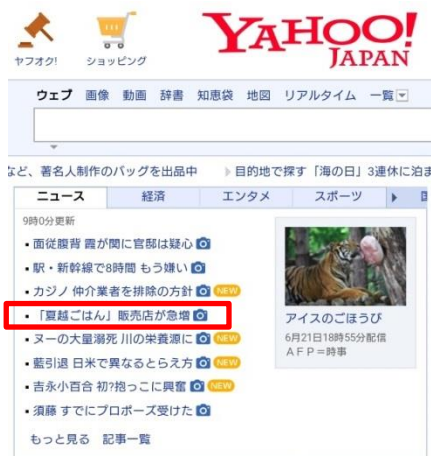 YAHOO!
JAPAN
ヤフオク!
ショッピング
ウェブ 画像 動画 辞書 知恵袋 地図 リアルタイム 一覧
など、著名人制作のバッグを出品中 目的地で探す「海の日」3連休に泊ま
ニュース 経済 エンタメ スポーツ
9時0分更新
面従腹背 霞が関に官邸は疑心
駅・新幹線で8時間 もう嫌い
カジノ 仲介業者を排除の方針 NEW
「夏越ごはん」販売店が急増
ヌーの大量溺死 川の栄養源に NEW
藍引退 日米で異なるとらえ方 NEW
吉永小百合 初?抱っこに興奮 NEW
須藤 すでにプロポーズ受けた
もっと見る 記事一覧
アイスのごほうび
6月21日18時55分配信
AFP=時事